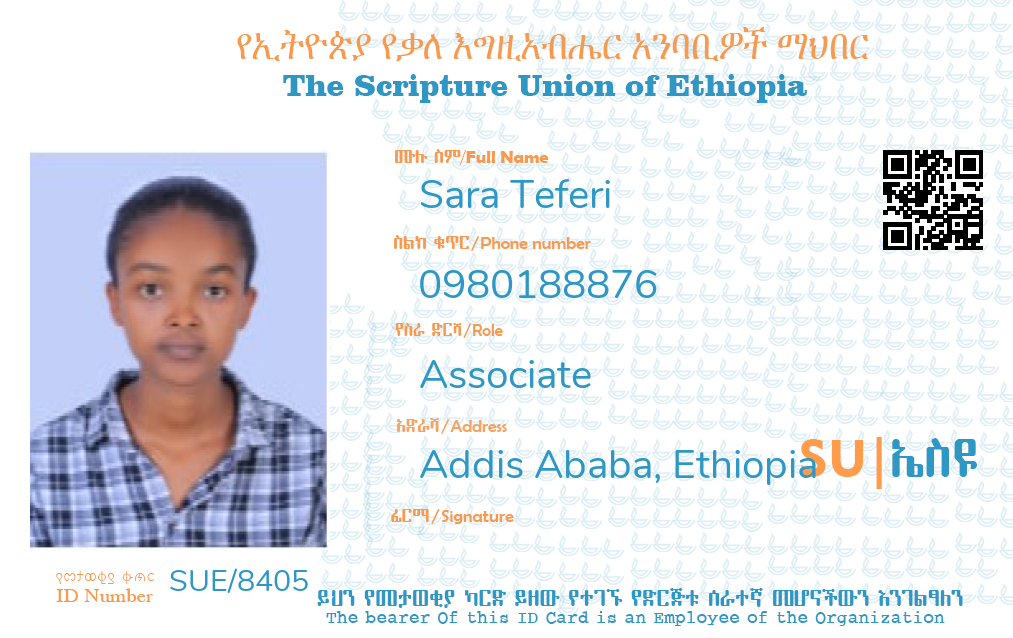 የኢትዮጵያ የቃለ እግዚአብሔር አንባቢዎች ማህበር
The Scripture Union of Ethiopia
ሙሉ ስም/Full Name
Sara Teferi
ስልክ ቁጥር/Phone number
0980188876
የስራ ድርሻ/Role
Associate
አድራሻ/Address
Addis Ababa, Ethiopia
SU|ኤስዩ
ፊርማ/Signature
የመታወቂያ ቁጥር
ID Number
SUE/8405
ይህን የመታወቂያ ካርድ ይዘው የተገኙ የድርጅቱ ሰራተኛ መሆናቸውን እንገልፃለን
The bearer Of this ID Card is an Employee of the Organization